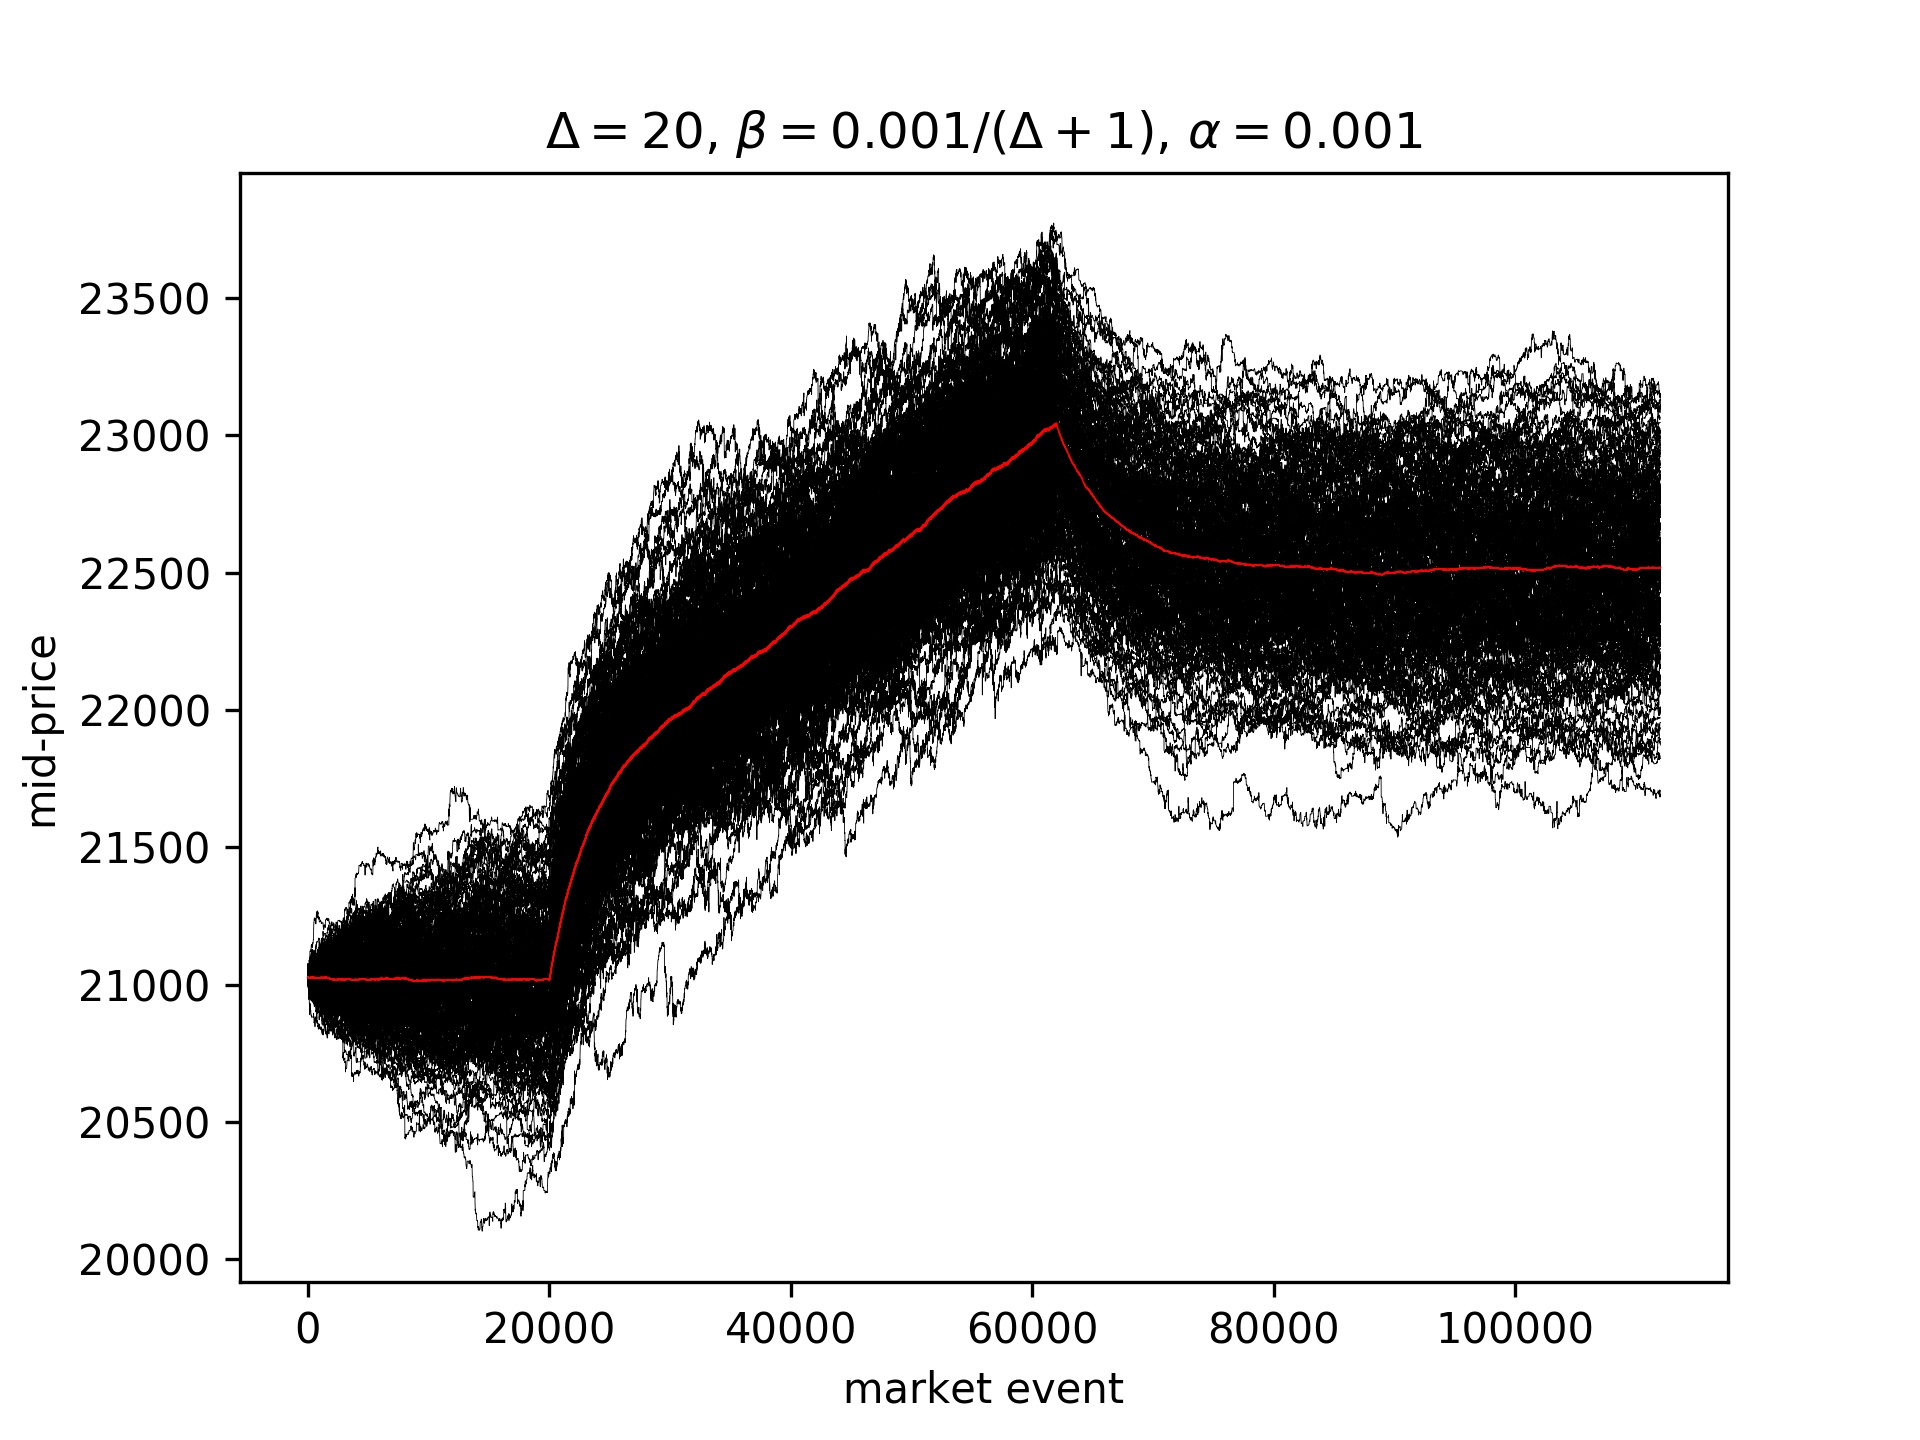 Δ = 20, β = 0.001/(Δ + 1), α = 0.001
mid-price
23500
23000
22500
22000
21500
21000
20500
20000
0 20000 40000 60000 80000 100000
market event